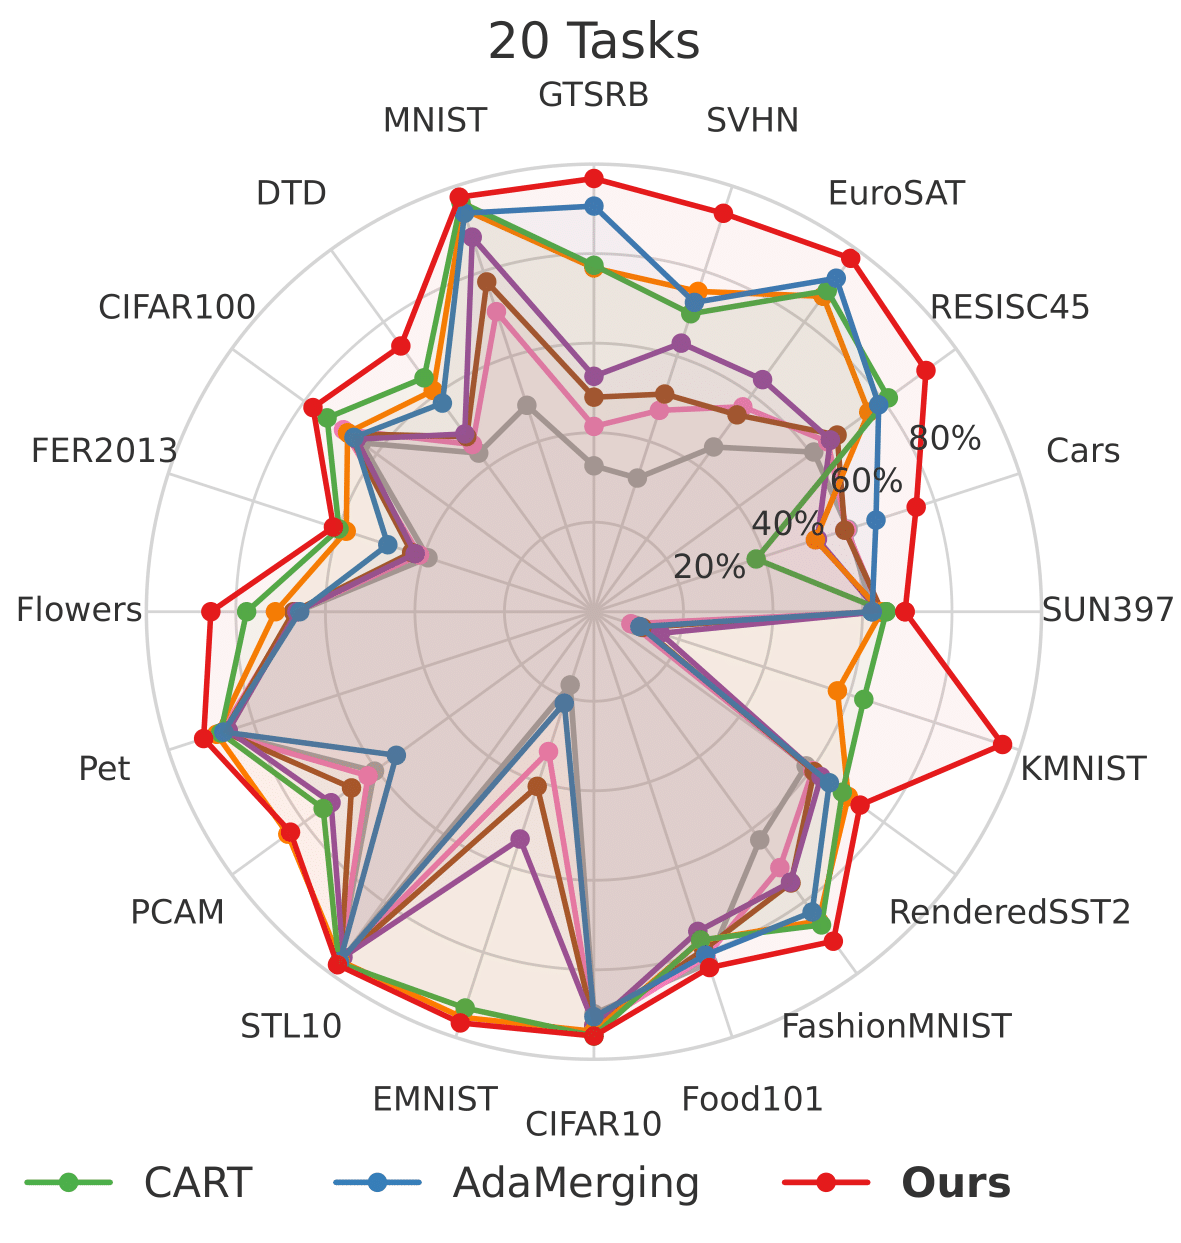 20 Tasks
GTSRB
MNIST
SVHN
DTD
EuroSAT
CIFAR100
RESISC45
80%
FER2013
Cars
60%
40%
20%
Flowers
SUN397
Pet
KMNIST
PCAM
RenderedSST2
STL10
FashionMNIST
EMNIST
Food101
CIFAR10
CART
AdaMerging
Ours